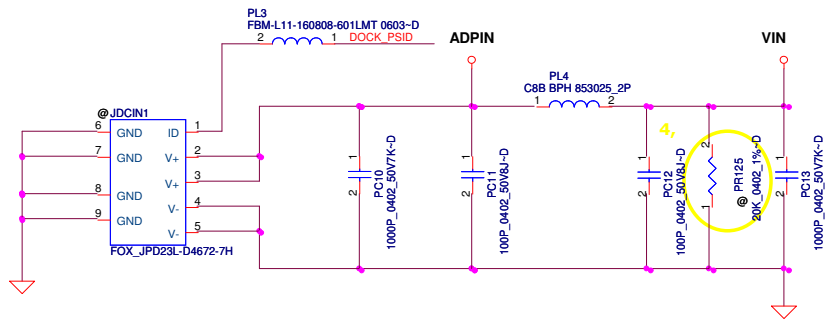 PL3
FBM-L11-160808-601LMT 0603~D
2
1
DOCK_PSID
ADPIN
VIN
PL4
C8B BPH 853025_2P
1
2
@
JDCIN1
6
GND
ID
1
7
GND
V+
2
V+
3
8
GND
V-
4
9
GND
V-
5
FOX_JPD23L-D4672-7H
1
2
PC10
1000P_0402_50V7K~D
1
2
PC11
100P_0402_50V8J~D
4,
1
2
PC12
100P_0402_50V8J~D
2
1
@
PR125
20K_0402_1%~D
1
2
PC13
1000P_0402_50V7K~D